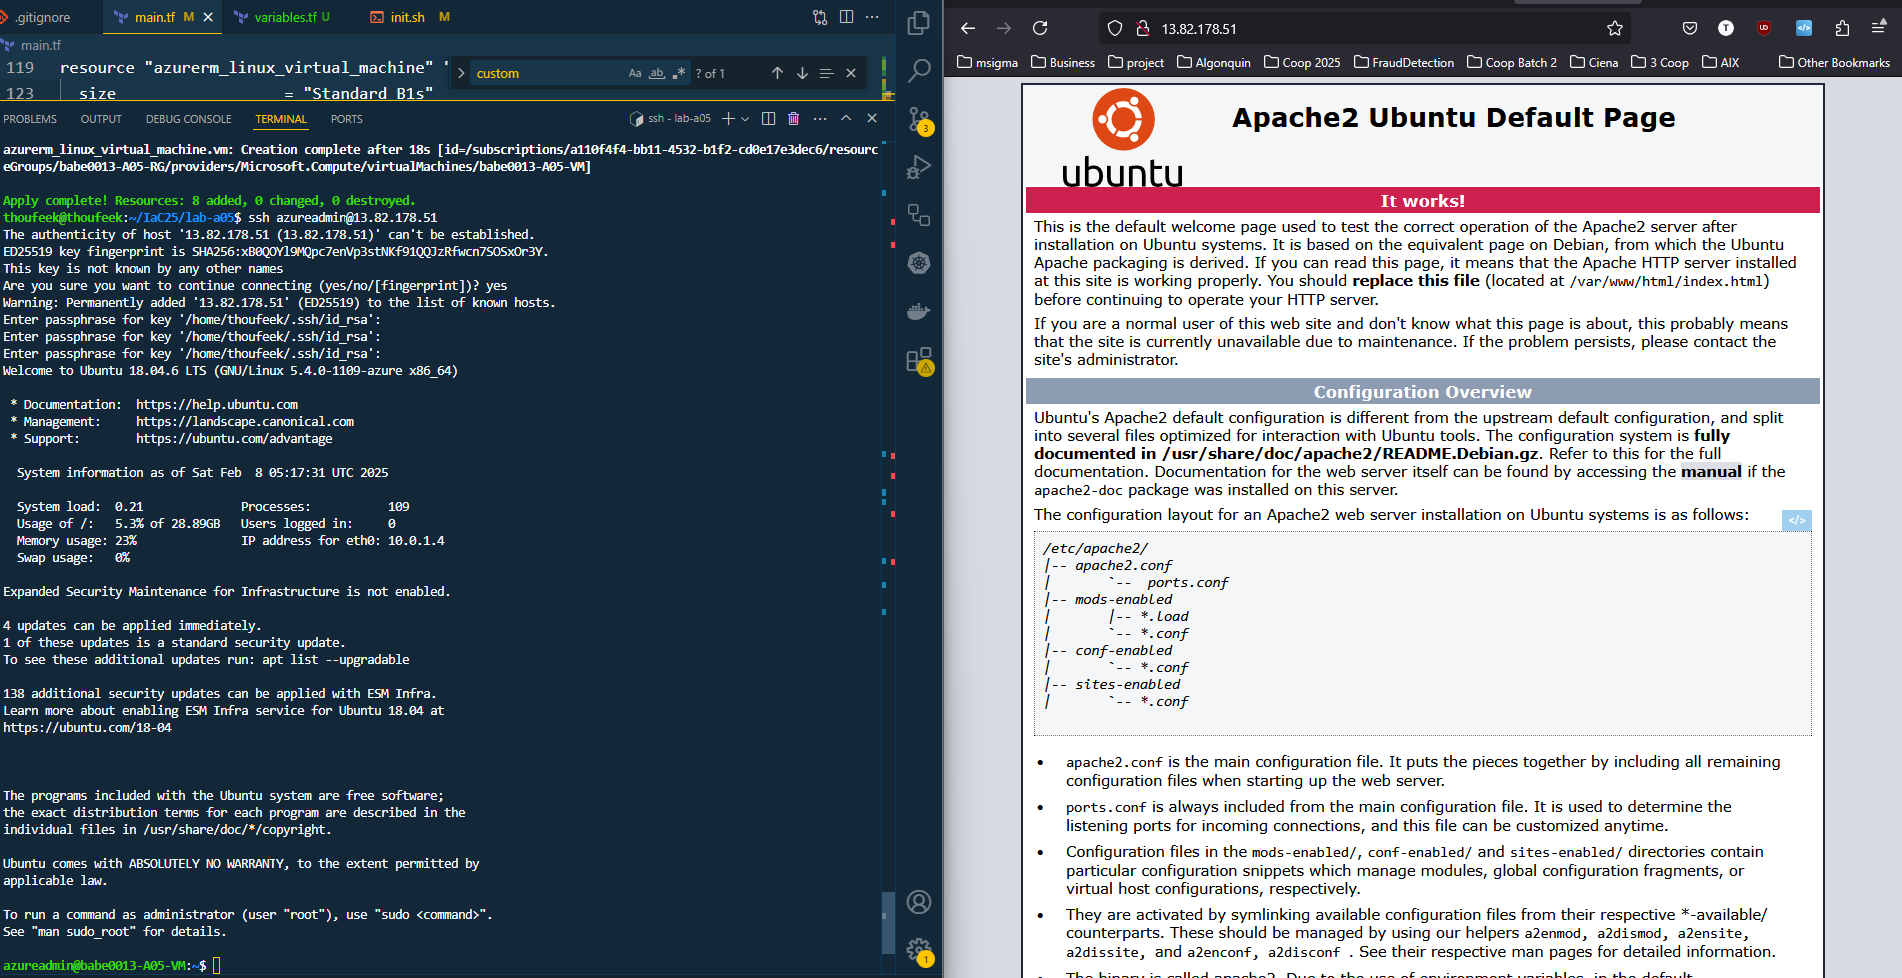 .gitignore
main.tf M
variables.tf U
init.sh M
main.tf
119 resource "azurerm_linux_virtual_machine" "
123 size = "Standard_B1s"
custom
Aa ab .*
? of 1
PROBLEMS OUTPUT DEBUG CONSOLE TERMINAL PORTS
ssh - lab-a05
azurerm_linux_virtual_machine.vm: Creation complete after 18s [id=/subscriptions/a110f4f4-bb11-4532-b1f2-cd0e17e3dec6/resourc
eGroups/babe0013-A05-RG/providers/Microsoft.Compute/virtualMachines/babe0013-A05-VM]
Apply complete! Resources: 8 added, 0 changed, 0 destroyed.
thoufeek@thoufeek:~/IaC25/lab-a05$ ssh azureadmin@13.82.178.51
The authenticity of host '13.82.178.51 (13.82.178.51)' can't be established.
ED25519 key fingerprint is SHA256:xB0QOYl9MQpc7enVp3stNKf91QQJzRfwcn7SOSxOr3Y.
This key is not known by any other names
Are you sure you want to continue connecting (yes/no/[fingerprint])? yes
Warning: Permanently added '13.82.178.51' (ED25519) to the list of known hosts.
Enter passphrase for key '/home/thoufeek/.ssh/id_rsa':
Enter passphrase for key '/home/thoufeek/.ssh/id_rsa':
Enter passphrase for key '/home/thoufeek/.ssh/id_rsa':
Welcome to Ubuntu 18.04.6 LTS (GNU/Linux 5.4.0-1109-azure x86_64)
* Documentation: https://help.ubuntu.com
* Management: https://landscape.canonical.com
* Support: https://ubuntu.com/advantage
System information as of Sat Feb 8 05:17:31 UTC 2025
System load: 0.21 Processes: 109
Usage of /: 5.3% of 28.89GB Users logged in: 0
Memory usage: 23% IP address for eth0: 10.0.1.4
Swap usage: 0%
Expanded Security Maintenance for Infrastructure is not enabled.
4 updates can be applied immediately.
1 of these updates is a standard security update.
To see these additional updates run: apt list --upgradable
138 additional security updates can be applied with ESM Infra.
Learn more about enabling ESM Infra service for Ubuntu 18.04 at
https://ubuntu.com/18-04
The programs included with the Ubuntu system are free software;
the exact distribution terms for each program are described in the
individual files in /usr/share/doc/*/copyright.
Ubuntu comes with ABSOLUTELY NO WARRANTY, to the extent permitted by
applicable law.
To run a command as administrator (user "root"), use "sudo <command>".
See "man sudo_root" for details.
azureadmin@babe0013-A05-VM:~$
3
1
13.82.178.51
T
UD
</>
msigma Business project Algonquin Coop 2025 FraudDetection Coop Batch 2 Ciena 3 Coop AIX Other Bookmarks
ubuntu
Apache2 Ubuntu Default Page
It works!
This is the default welcome page used to test the correct operation of the Apache2 server after
installation on Ubuntu systems. It is based on the equivalent page on Debian, from which the Ubuntu
Apache packaging is derived. If you can read this page, it means that the Apache HTTP server installed
at this site is working properly. You should replace this file (located at /var/www/html/index.html)
before continuing to operate your HTTP server.
If you are a normal user of this web site and don't know what this page is about, this probably means
that the site is currently unavailable due to maintenance. If the problem persists, please contact the
site's administrator.
Configuration Overview
Ubuntu's Apache2 default configuration is different from the upstream default configuration, and split
into several files optimized for interaction with Ubuntu tools. The configuration system is fully
documented in /usr/share/doc/apache2/README.Debian.gz. Refer to this for the full
documentation. Documentation for the web server itself can be found by accessing the manual if the
apache2-doc package was installed on this server.
The configuration layout for an Apache2 web server installation on Ubuntu systems is as follows:
</>
/etc/apache2/
|-- apache2.conf
| `-- ports.conf
|-- mods-enabled
| |-- *.load
| `-- *.conf
|-- conf-enabled
| `-- *.conf
|-- sites-enabled
| `-- *.conf
• apache2.conf is the main configuration file. It puts the pieces together by including all remaining
configuration files when starting up the web server.
• ports.conf is always included from the main configuration file. It is used to determine the
listening ports for incoming connections, and this file can be customized anytime.
• Configuration files in the mods-enabled/, conf-enabled/ and sites-enabled/ directories contain
particular configuration snippets which manage modules, global configuration fragments, or
virtual host configurations, respectively.
• They are activated by symlinking available configuration files from their respective *-available/
counterparts. These should be managed by using our helpers a2enmod, a2dismod, a2ensite,
a2dissite, and a2enconf, a2disconf . See their respective man pages for detailed information.
• The binary is called apache2. Due to the use of environment variables, in the default